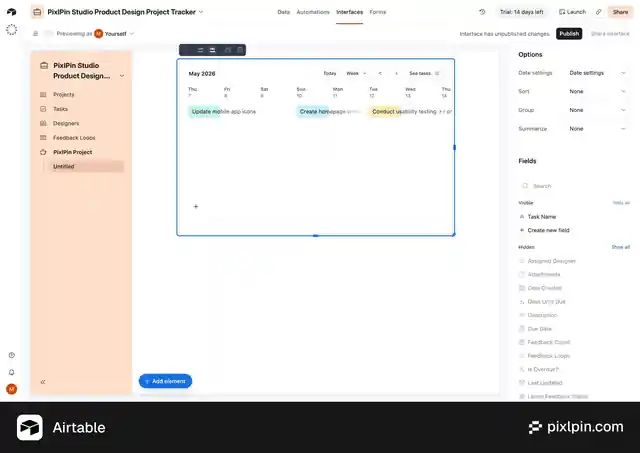 PixlPin Studio Product Design Project Tracker
Data
Automations
Interfaces
Forms
Trial: 14 days left
Launch
Share
Previewing as M Yourself
Interface has unpublished changes.
Publish
Share interface
PixlPin Studio
Product Design...
Projects
Tasks
Designers
Feedback Loops
PixlPin Project
Untitled
May 2026
Today
Week
See tasks
Thu Fri Sat Sun Mon Tue Wed Thu
7 8 9 10 11 12 13 14
Update mobile app icons
Create homepage
Conduct usability testing
Options
Date settings
Date settings
Sort
None
Group
None
Summarize
None
Fields
Search
Visible
Hide all
Task Name
Create new field
Hidden
Show all
Assigned Designer
Attachments
Date Created
Days Until Due
Description
Due Date
Feedback Count
Feedback Loops
Is Overdue?
Last Updated
Latest Feedback Status
M
+ Add element
Airtable
pixlpin.com